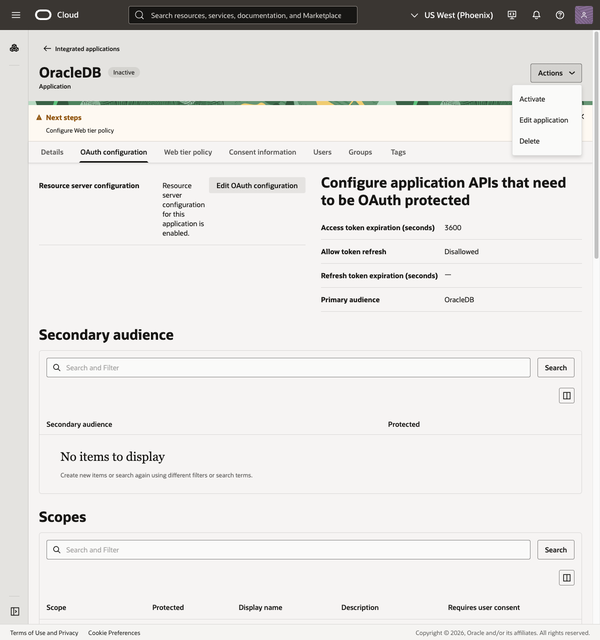 Cloud
Search resources, services, documentation, and Marketplace
US West (Phoenix)
Integrated applications
OracleDB
Inactive
Application
Actions
Activate
Edit application
Delete
Next steps
Configure Web tier policy
Details
OAuth configuration
Web tier policy
Consent information
Users
Groups
Tags
Resource server configuration
Resource
server
configuration
for this
application is
enabled.
Edit OAuth configuration
Configure application APIs that need
to be OAuth protected
Access token expiration (seconds) 3600
Allow token refresh Disallowed
Refresh token expiration (seconds) —
Primary audience OracleDB
Secondary audience
Search and Filter
Search
Secondary audience Protected
No items to display
Create new items or search again using different filters or search terms.
Scopes
Search and Filter
Search
Scope Protected Display name Description Requires user consent
Terms of Use and Privacy Cookie Preferences Copyright © 2026, Oracle and/or its affiliates. All rights reserved.